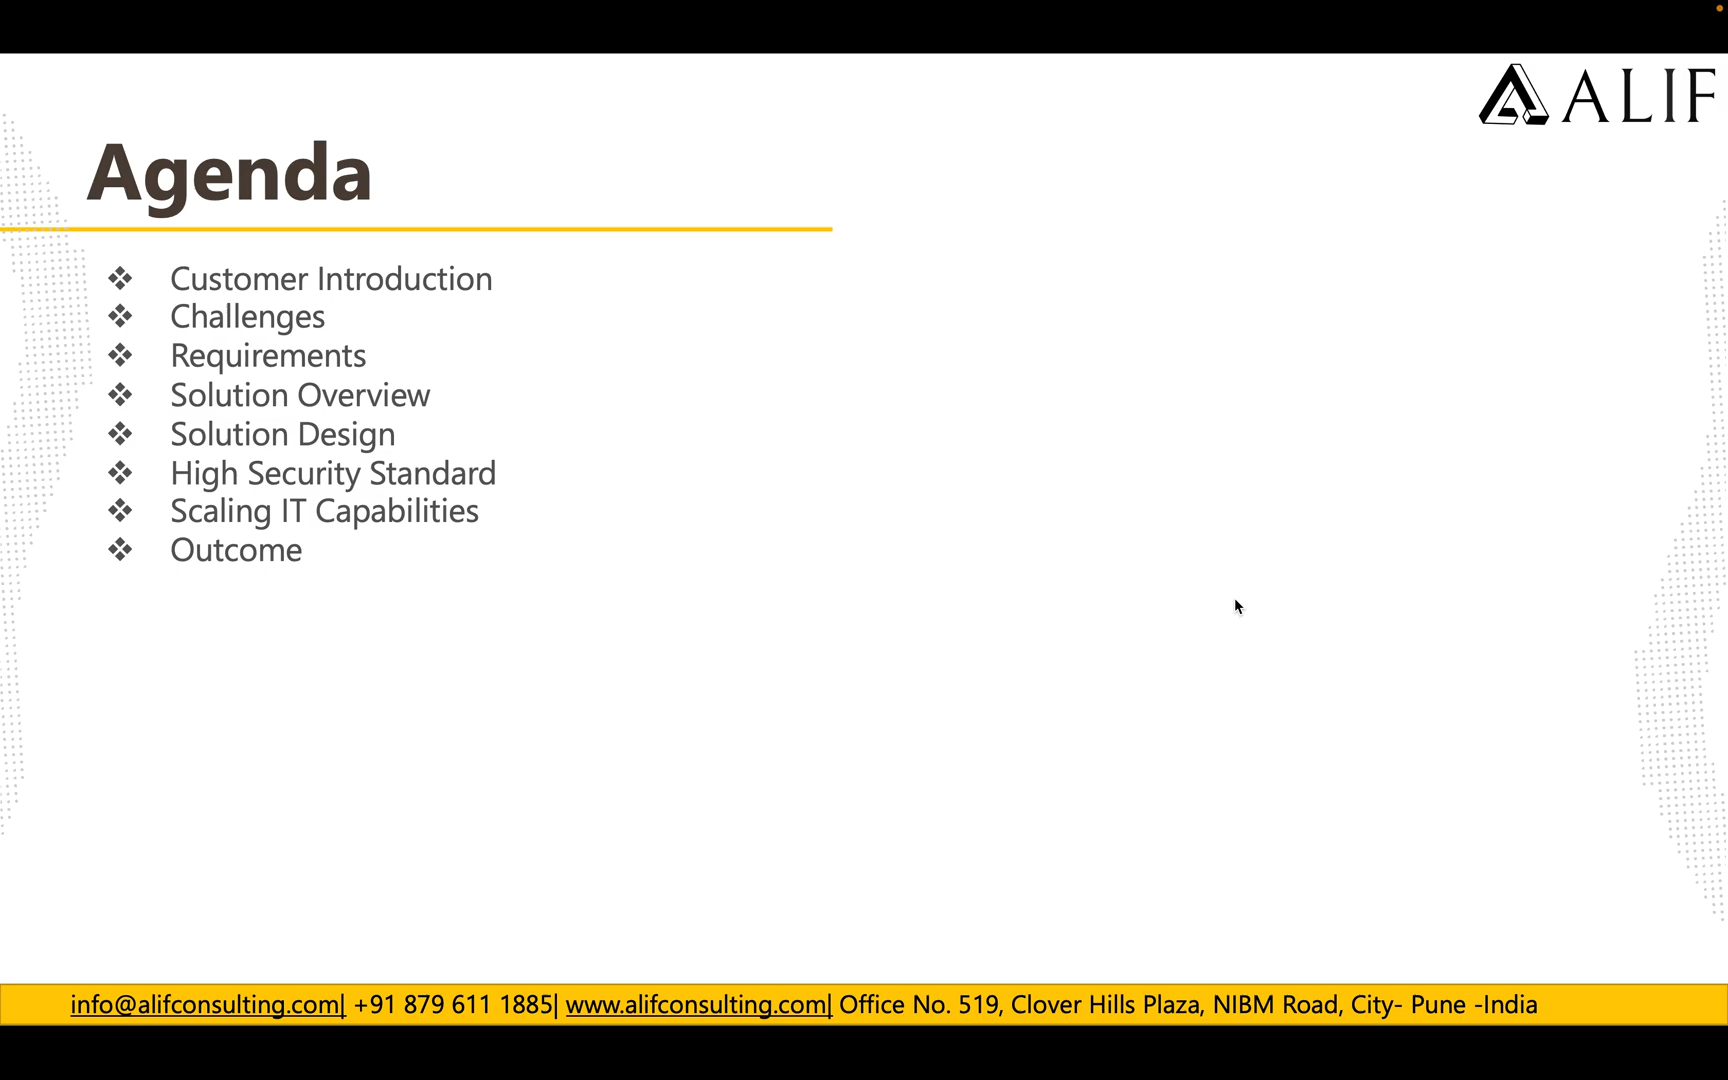 ALIF
Agenda
❖ Customer Introduction
❖ Challenges
❖ Requirements
❖ Solution Overview
❖ Solution Design
❖ High Security Standard
❖ Scaling IT Capabilities
❖ Outcome
info@alifconsulting.com| +91 879 611 1885| www.alifconsulting.com| Office No. 519, Clover Hills Plaza, NIBM Road, City- Pune -India